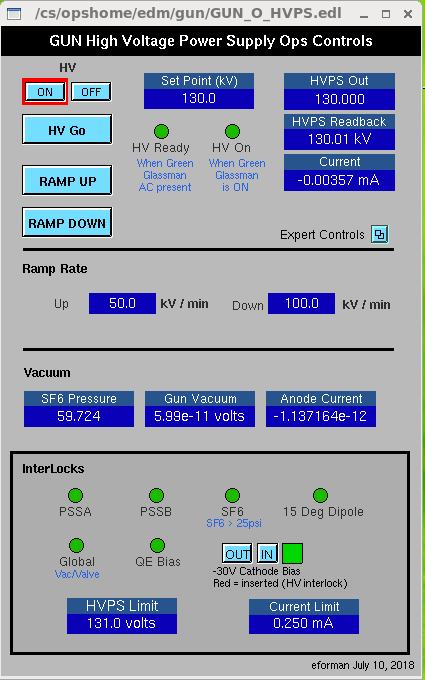 /cs/opshome/edm/gun/GUN_O_HVPS.edl
GUN High Voltage Power Supply Ops Controls
HV
ON OFF
HV Go
RAMP UP
RAMP DOWN
Set Point (kV)
130.0
HV Ready
When Green
Glassman
AC present
HV On
When Green
Glassman
is ON
HVPS Out
130.000
HVPS Readback
130.01 kV
Current
-0.00357 mA
Expert Controls
Ramp Rate
Up 50.0 kV / min Down 100.0 kV / min
Vacuum
SF6 Pressure
59.724
Gun Vacuum
5.99e-11 volts
Anode Current
-1.137164e-12
InterLocks
PSSA
PSSB
SF6
SF6 > 25psi
15 Deg Dipole
Global
Vac/Valve
QE Bias
OUT IN
-30V Cathode Bias
Red = inserted (HV interlock)
HVPS Limit
131.0 volts
Current Limit
0.250 mA
eforman July 10, 2018